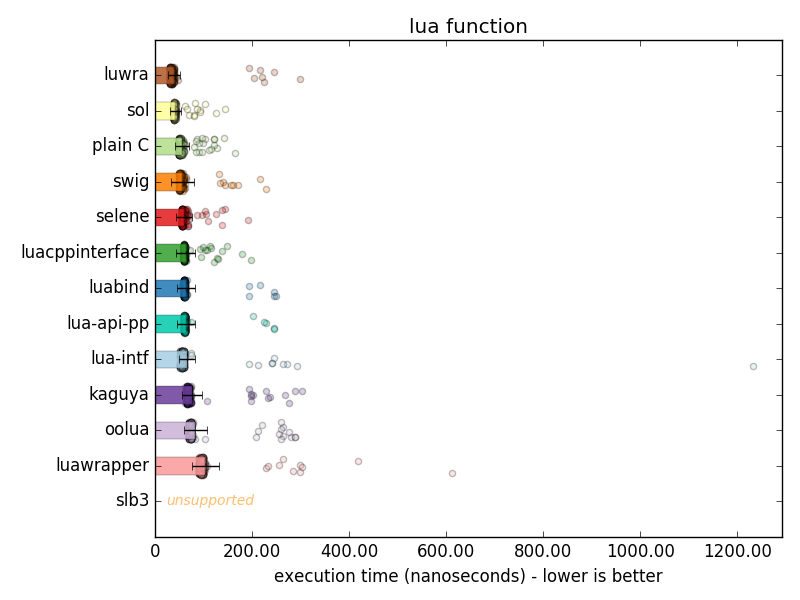 lua function
luwra
sol
plain C
swig
selene
luacppinterface
luabind
lua-api-pp
lua-intf
kaguya
oolua
luawrapper
slb3 unsupported
0 200.00 400.00 600.00 800.00 1000.00 1200.00
execution time (nanoseconds) - lower is better